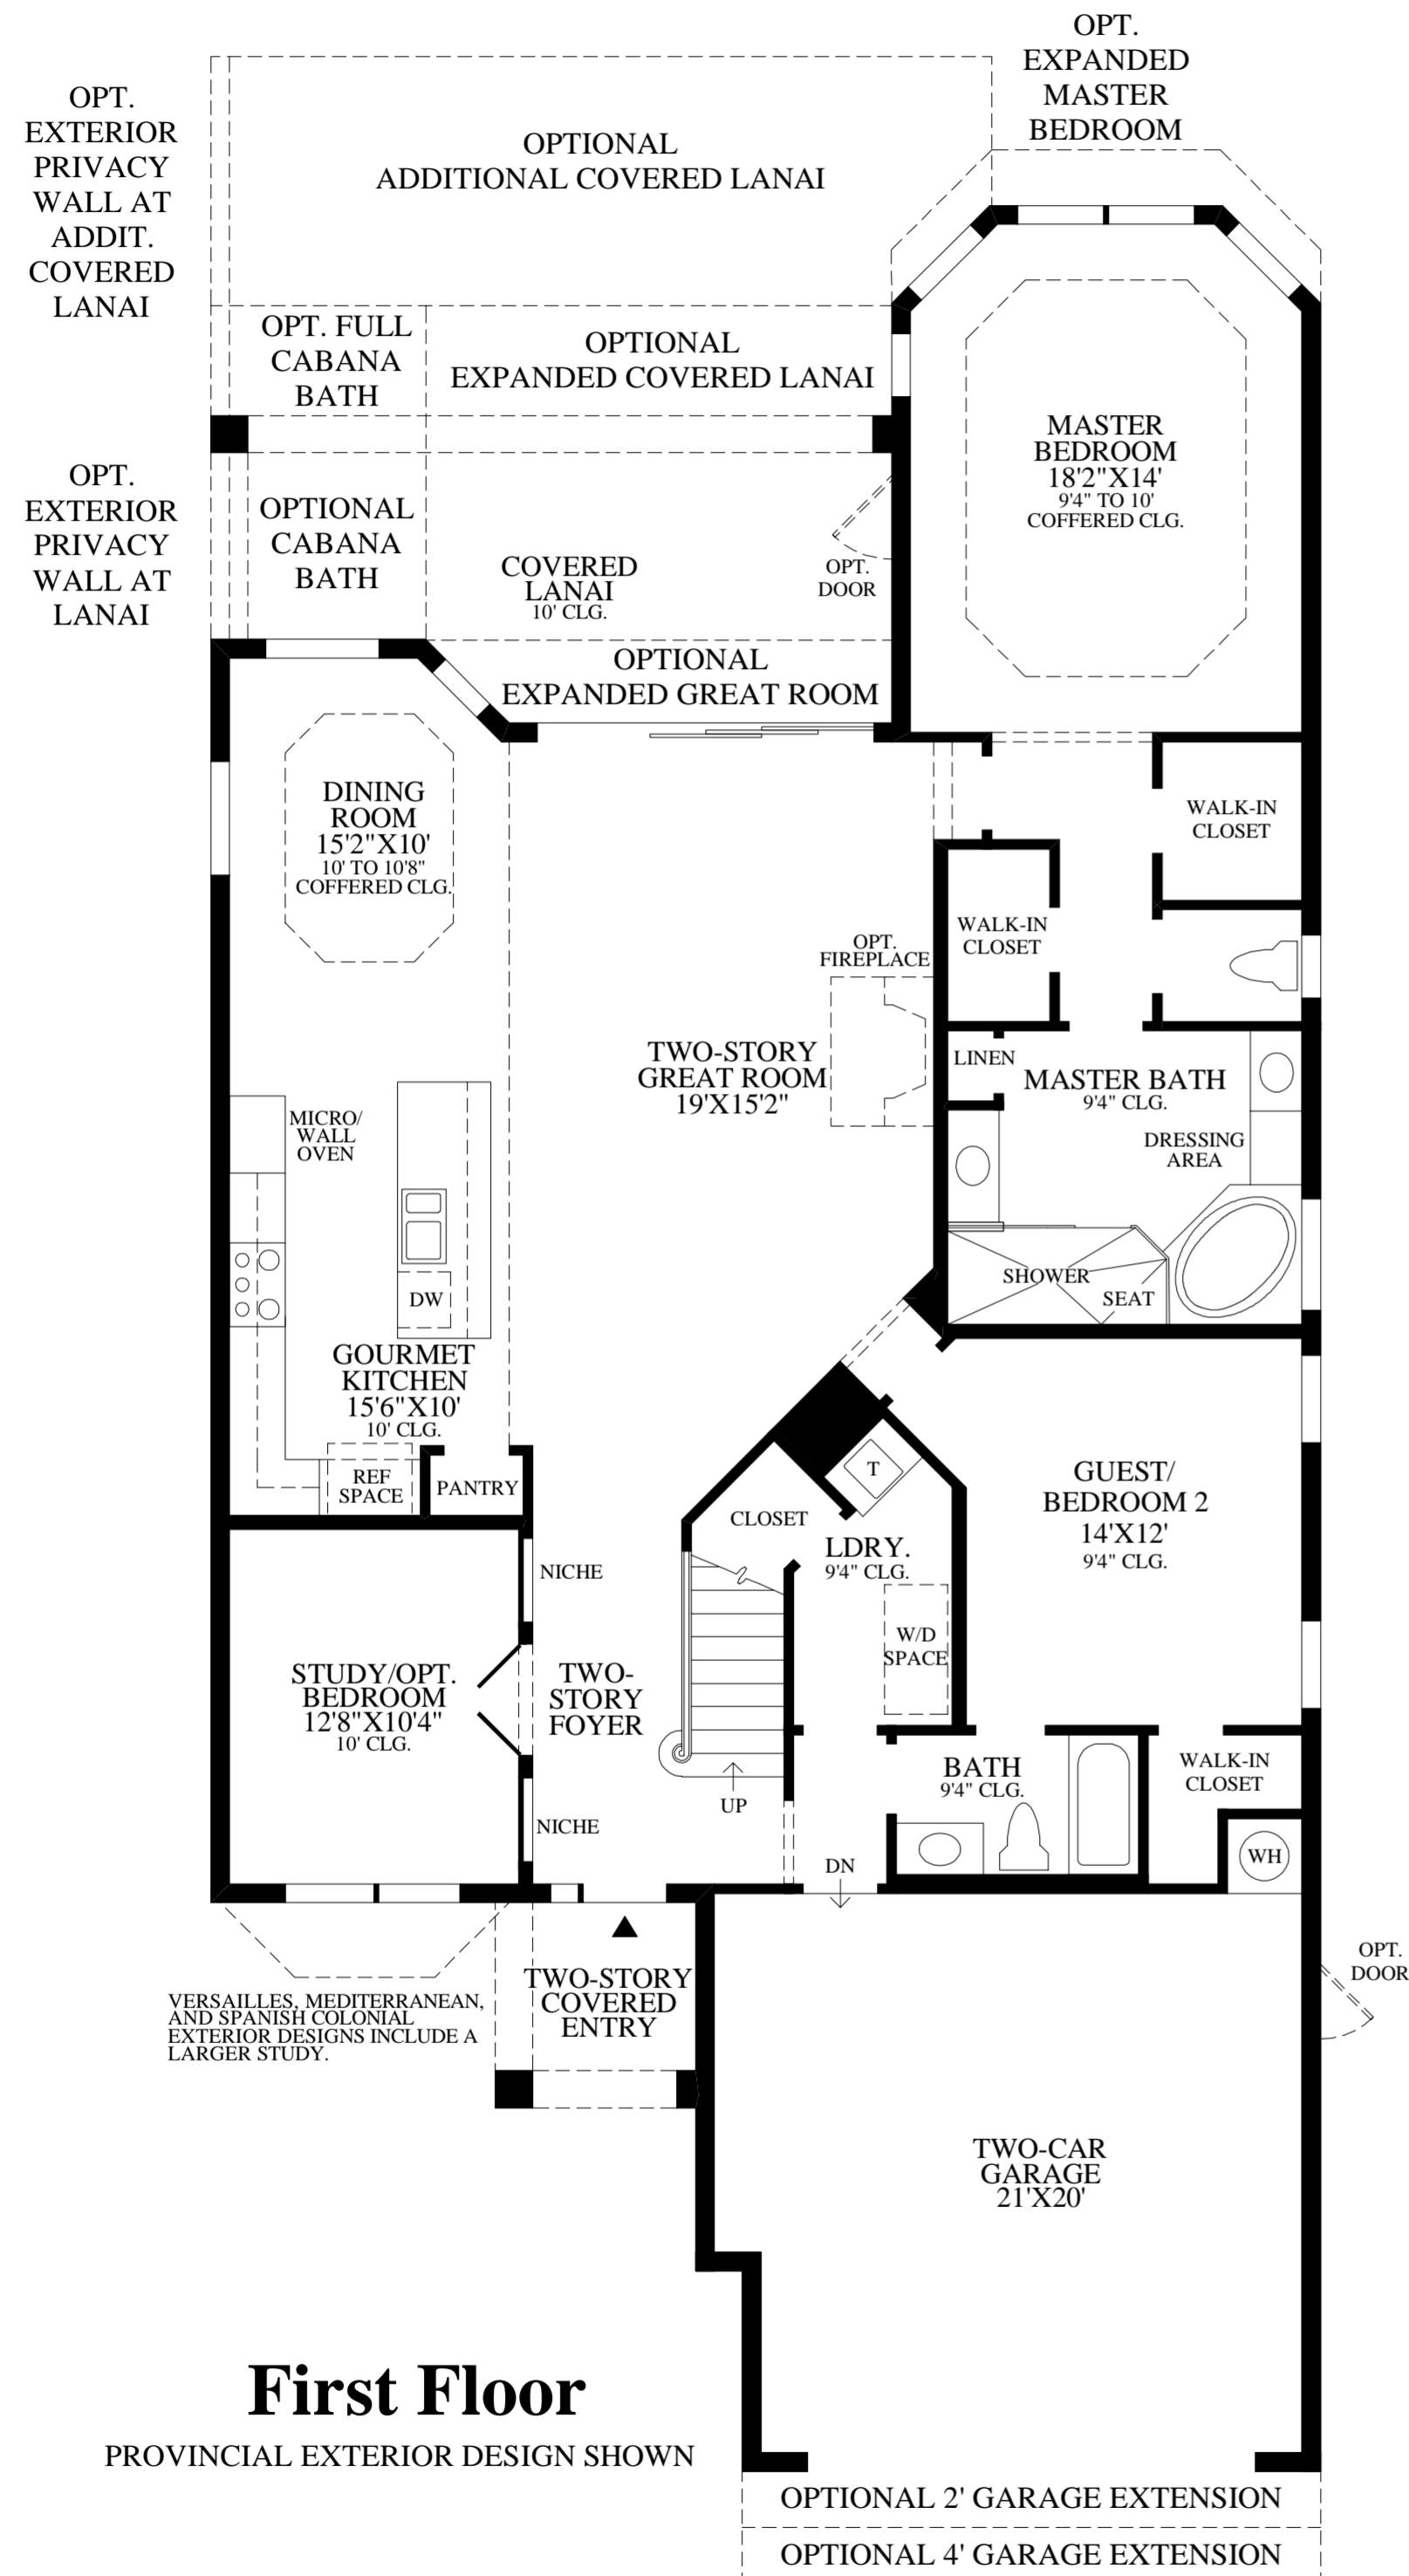 OPT.
EXPANDED
MASTER
BEDROOM
OPT.
EXTERIOR
PRIVACY
WALL AT
ADDIT.
COVERED
LANAI
OPTIONAL
ADDITIONAL COVERED LANAI
OPT. FULL
CABANA
BATH
OPTIONAL
EXPANDED COVERED LANAI
MASTER
BEDROOM
18'2"X14'
9'4" TO 10'
COFFERED CLG.
OPT.
EXTERIOR
PRIVACY
WALL AT
LANAI
OPTIONAL
CABANA
BATH
COVERED
LANAI
10' CLG.
OPT.
DOOR
OPTIONAL
EXPANDED GREAT ROOM
DINING
ROOM
15'2"X10'
10' TO 10'8"
COFFERED CLG.
WALK-IN
CLOSET
WALK-IN
CLOSET
OPT.
FIREPLACE
TWO-STORY
GREAT ROOM
19'X15'2"
LINEN
MASTER BATH
9'4" CLG.
DRESSING
AREA
MICRO/
WALL
OVEN
DW
SHOWER
SEAT
GOURMET
KITCHEN
15'6"X10'
10' CLG.
REF
SPACE
PANTRY
T
CLOSET
LDRY.
9'4" CLG.
GUEST/
BEDROOM 2
14'X12'
9'4" CLG.
NICHE
W/D
SPACE
STUDY/OPT.
BEDROOM
12'8"X10'4"
10' CLG.
TWO-
STORY
FOYER
BATH
9'4" CLG.
WALK-IN
CLOSET
UP
NICHE
DN
WH
OPT.
DOOR
TWO-STORY
COVERED
ENTRY
VERSAILLES, MEDITERRANEAN,
AND SPANISH COLONIAL
EXTERIOR DESIGNS INCLUDE A
LARGER STUDY.
TWO-CAR
GARAGE
21'X20'
First Floor
PROVINCIAL EXTERIOR DESIGN SHOWN
OPTIONAL 2' GARAGE EXTENSION
OPTIONAL 4' GARAGE EXTENSION